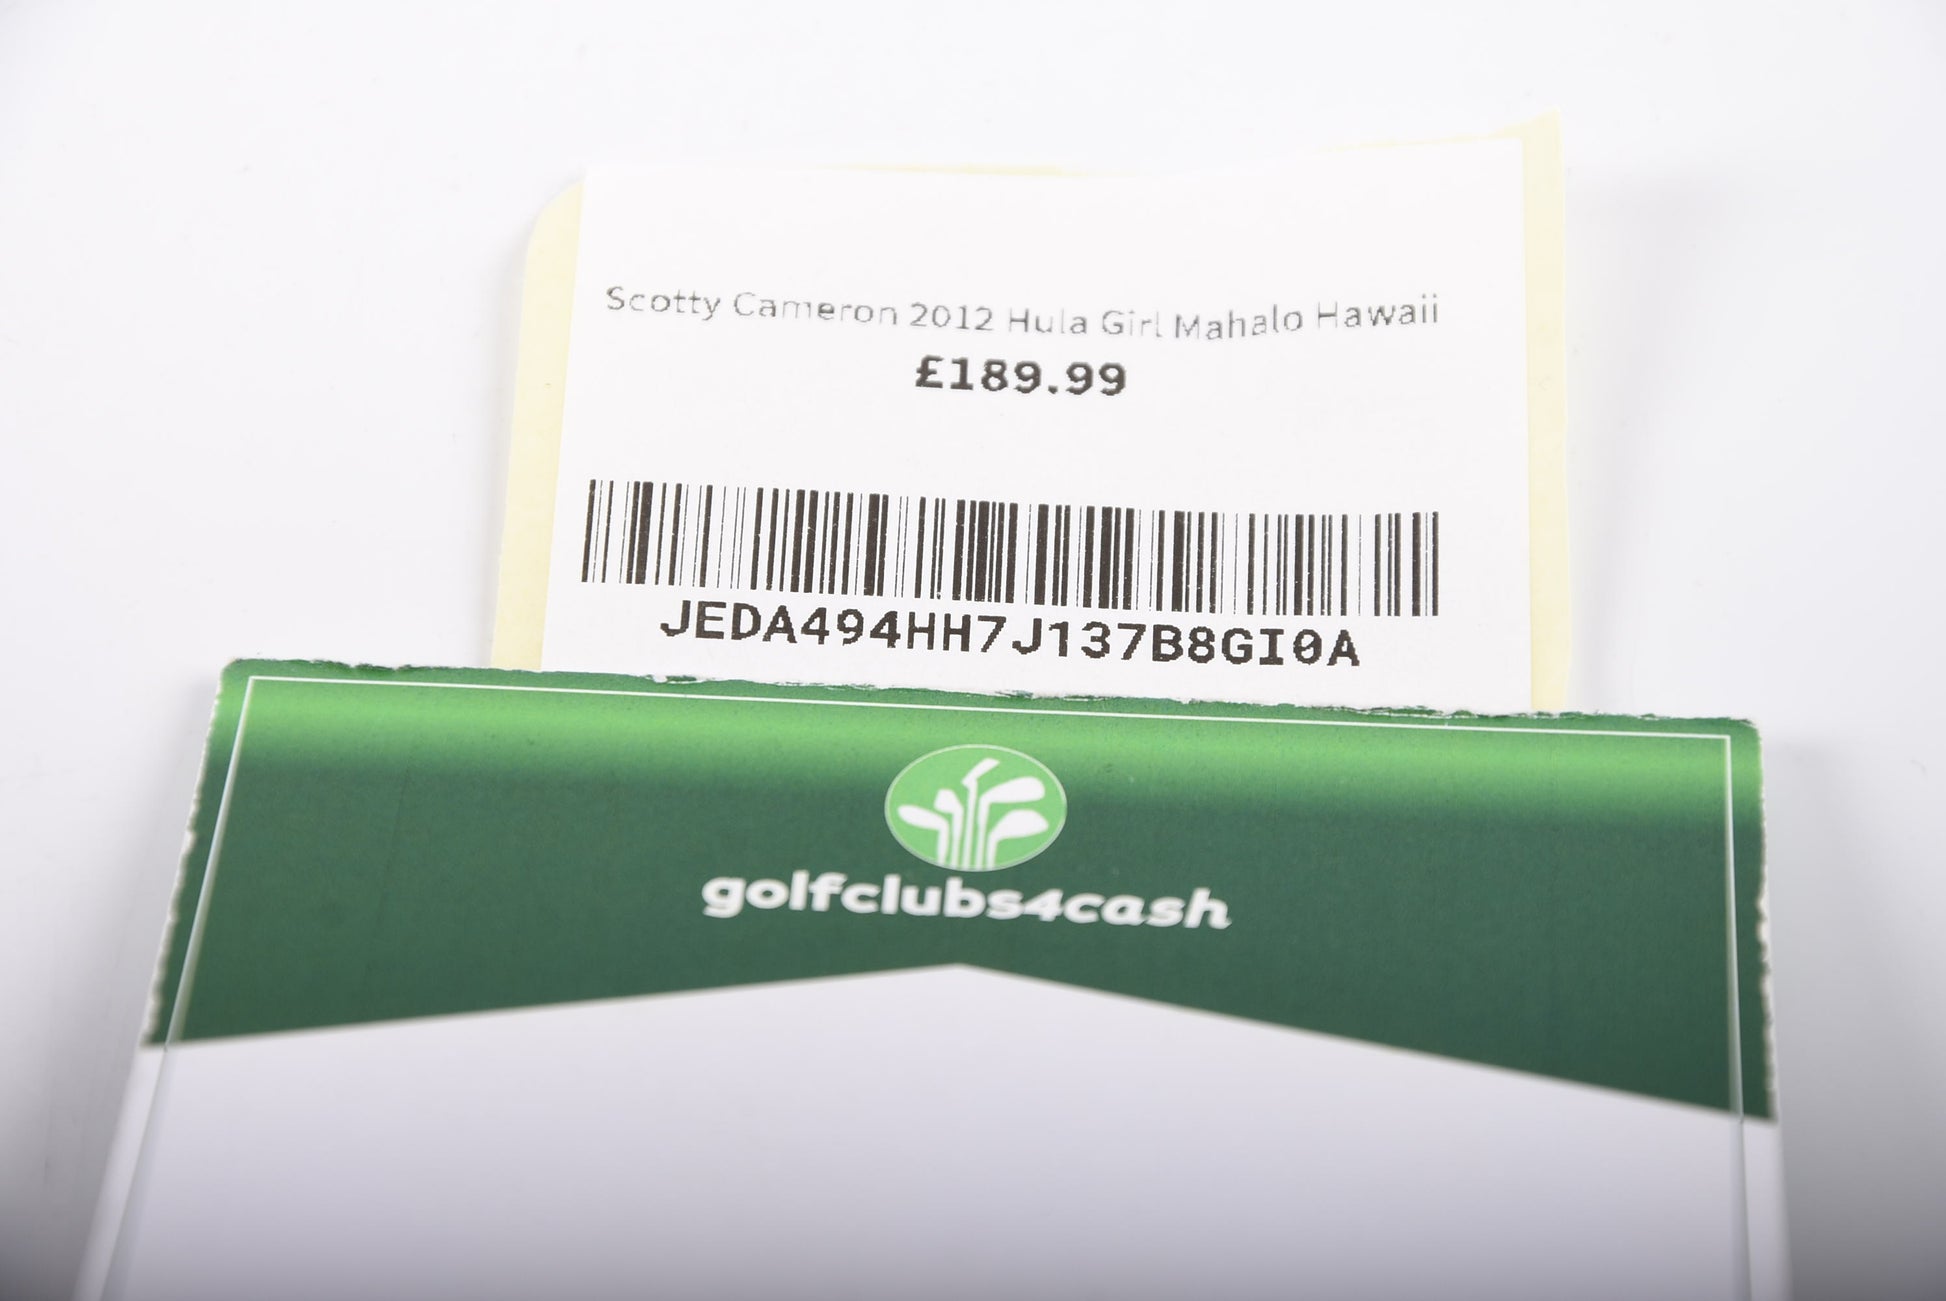 Scotty Cameron 2012 Hula Girl Mahalo Hawaii
£189.99
JEDA494HH7J137B8GI0A
golfclubs4cash